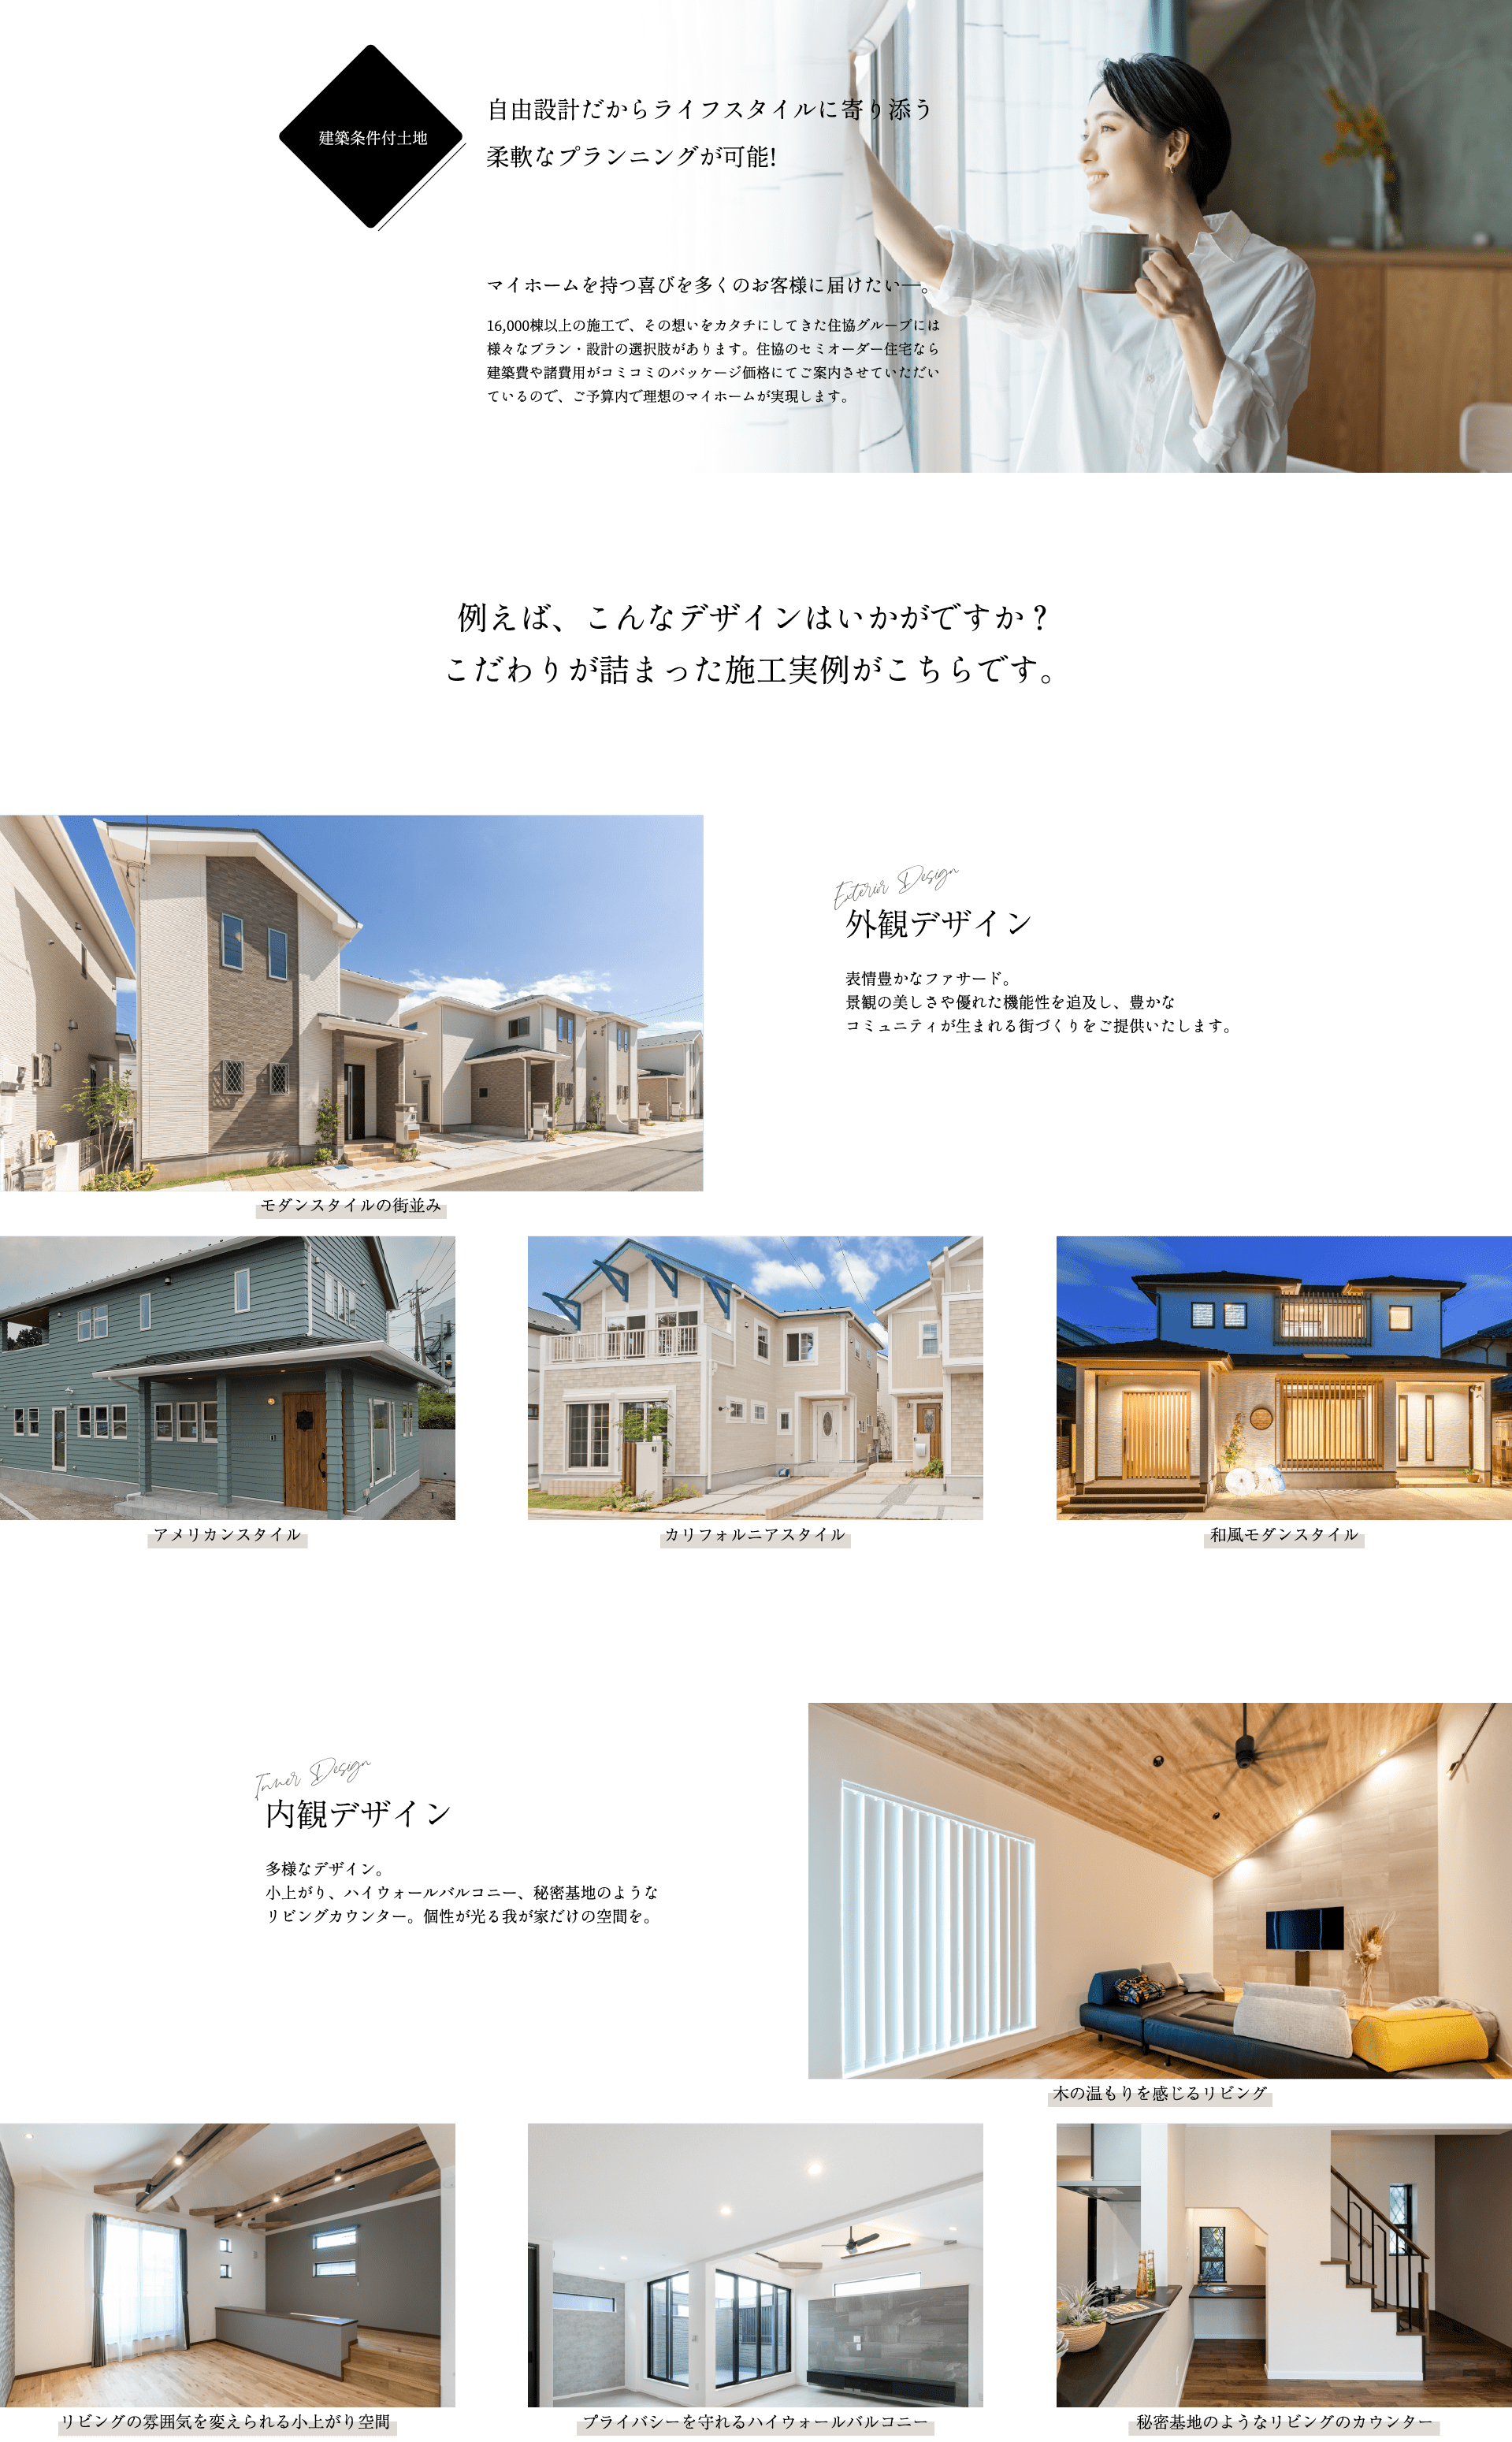 建築条件付土地
自由設計だからライフスタイルに寄り添う
柔軟なプランニングが可能!
マイホームを持つ喜びを多くのお客様に届けたい―。
16,000棟以上の施工で、その想いをカタチにしてきた住協グループには
様々なプラン・設計の選択肢があります。住協のセミオーダー住宅なら
建築費や諸費用がコミコミのパッケージ価格にてご案内させていただい
ているので、ご予算内で理想のマイホームが実現します。
例えば、こんなデザインはいかがですか？
こだわりが詰まった施工実例がこちらです。
Exterior Design
外観デザイン
表情豊かなファサード。
景観の美しさや優れた機能性を追及し、豊かな
コミュニティが生まれる街づくりをご提供いたします。
モダンスタイルの街並み
アメリカンスタイル
カリフォルニアスタイル
和風モダンスタイル
Inner Design
内観デザイン
多様なデザイン。
小上がり、ハイウォールバルコニー、秘密基地のような
リビングカウンター。個性が光る我が家だけの空間を。
木の温もりを感じるリビング
リビングの雰囲気を変えられる小上がり空間
プライバシーを守れるハイウォールバルコニー
秘密基地のようなリビングのカウンター